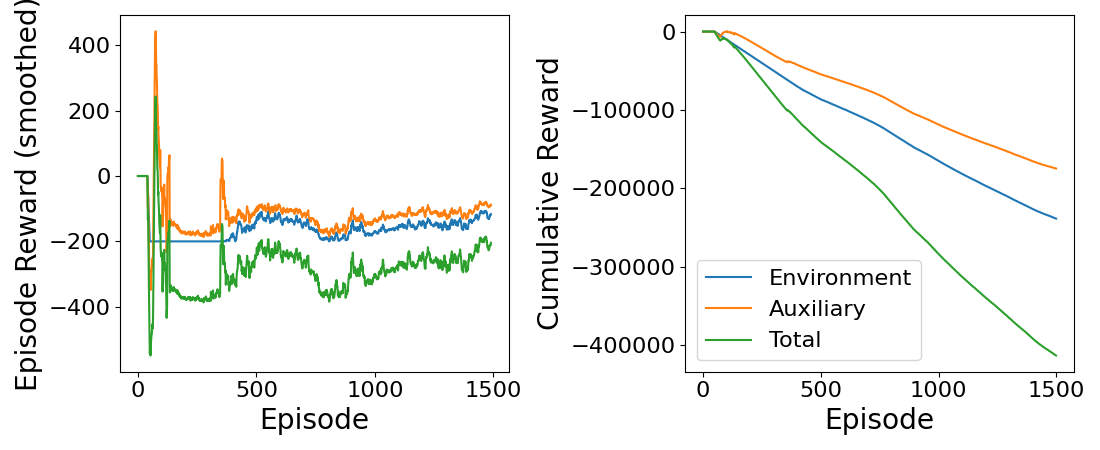 Episode Reward (smoothed)
400
200
0
−200
−400
0
500
1000
1500
Episode
Cumulative Reward
0
−100000
−200000
−300000
−400000
Environment
Auxiliary
Total
0
500
1000
1500
Episode